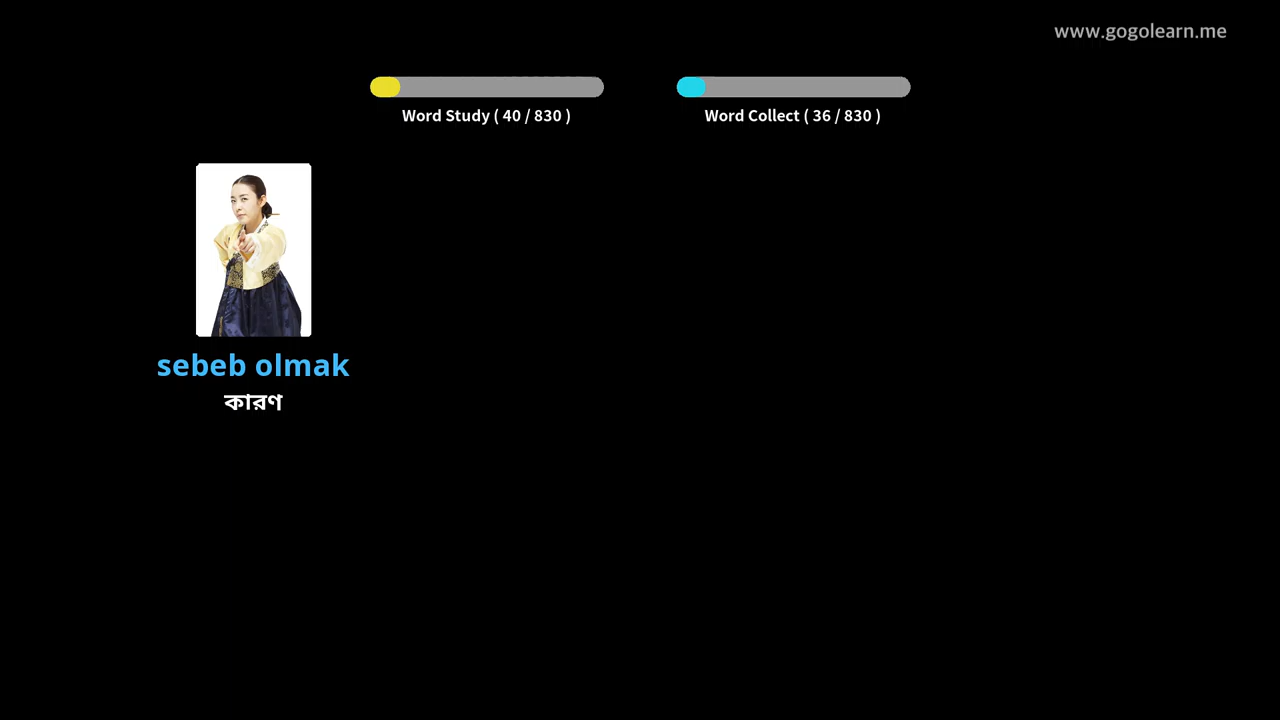 www.gogolearn.me
Word Study ( 40 / 830 )
Word Collect ( 36 / 830 )
sebeb olmak
কারণ